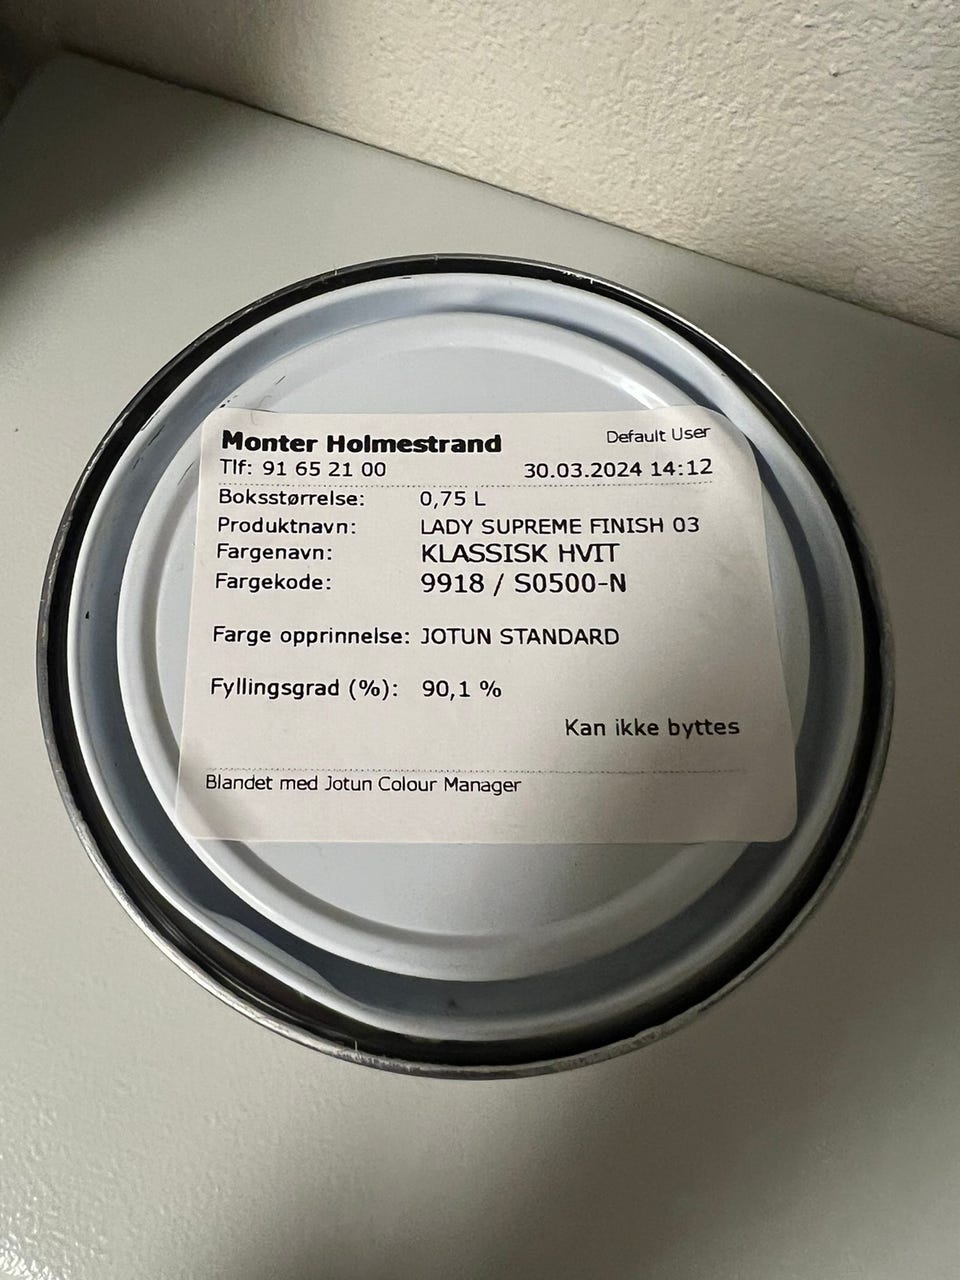 Monter Holmestrand Default User
Tlf: 91 65 21 00 30.03.2024 14:12
Boksstørrelse: 0,75 L
Produktnavn: LADY SUPREME FINISH 03
Fargenavn: KLASSISK HVIT
Fargekode: 9918 / S0500-N
Farge opprinnelse: JOTUN STANDARD
Fyllingsgrad (%): 90,1 %
Kan ikke byttes
Blandet med Jotun Colour Manager